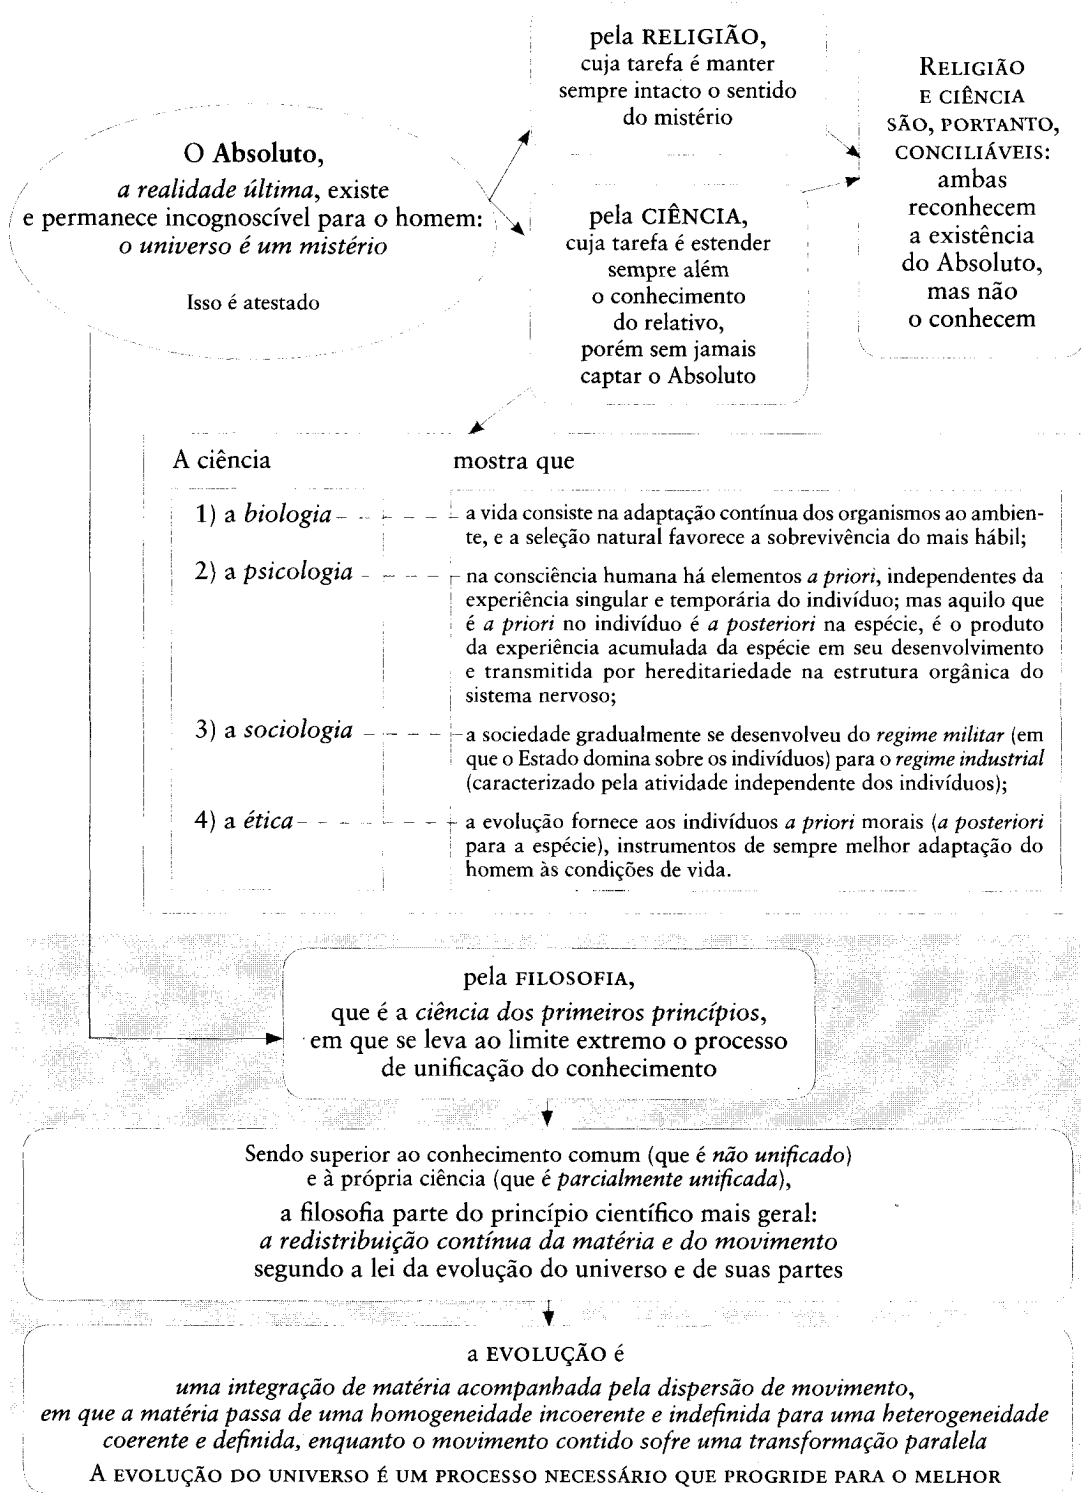 O Absoluto,
a realidade última, existe
e permanece incognoscível para o homem:
o universo é um mistério
Isso é atestado
pela RELIGIÃO,
cuja tarefa é manter
sempre intacto o sentido
do mistério
pela CIÊNCIA,
cuja tarefa é estender
sempre além
o conhecimento
do relativo,
porém sem jamais
captar o Absoluto
RELIGIÃO
E CIÊNCIA
SÃO, PORTANTO,
CONCILIÁVEIS:
ambas
reconhecem
a existência
do Absoluto,
mas não
o conhecem
A ciência mostra que
1) a biologia
a vida consiste na adaptação contínua dos organismos ao ambien-
te, e a seleção natural favorece a sobrevivência do mais hábil;
2) a psicologia
na consciência humana há elementos a priori, independentes da
experiência singular e temporária do indivíduo; mas aquilo que
é a priori no indivíduo é a posteriori na espécie, é o produto
da experiência acumulada da espécie em seu desenvolvimento
e transmitida por hereditariedade na estrutura orgânica do
sistema nervoso;
3) a sociologia
a sociedade gradualmente se desenvolveu do regime militar (em
que o Estado domina sobre os indivíduos) para o regime industrial
(caracterizado pela atividade independente dos indivíduos);
4) a ética
a evolução fornece aos indivíduos a priori morais (a posteriori
para a espécie), instrumentos de sempre melhor adaptação do
homem às condições de vida.
pela FILOSOFIA,
que é a ciência dos primeiros princípios,
em que se leva ao limite extremo o processo
de unificação do conhecimento
Sendo superior ao conhecimento comum (que é não unificado)
e à própria ciência (que é parcialmente unificada),
a filosofia parte do princípio científico mais geral:
a redistribuição contínua da matéria e do movimento
segundo a lei da evolução do universo e de suas partes
a EVOLUÇÃO é
uma integração de matéria acompanhada pela dispersão de movimento,
em que a matéria passa de uma homogeneidade incoerente e indefinida para uma heterogeneidade
coerente e definida, enquanto o movimento contido sofre uma transformação paralela
A EVOLUÇÃO DO UNIVERSO É UM PROCESSO NECESSÁRIO QUE PROGRIDE PARA O MELHOR